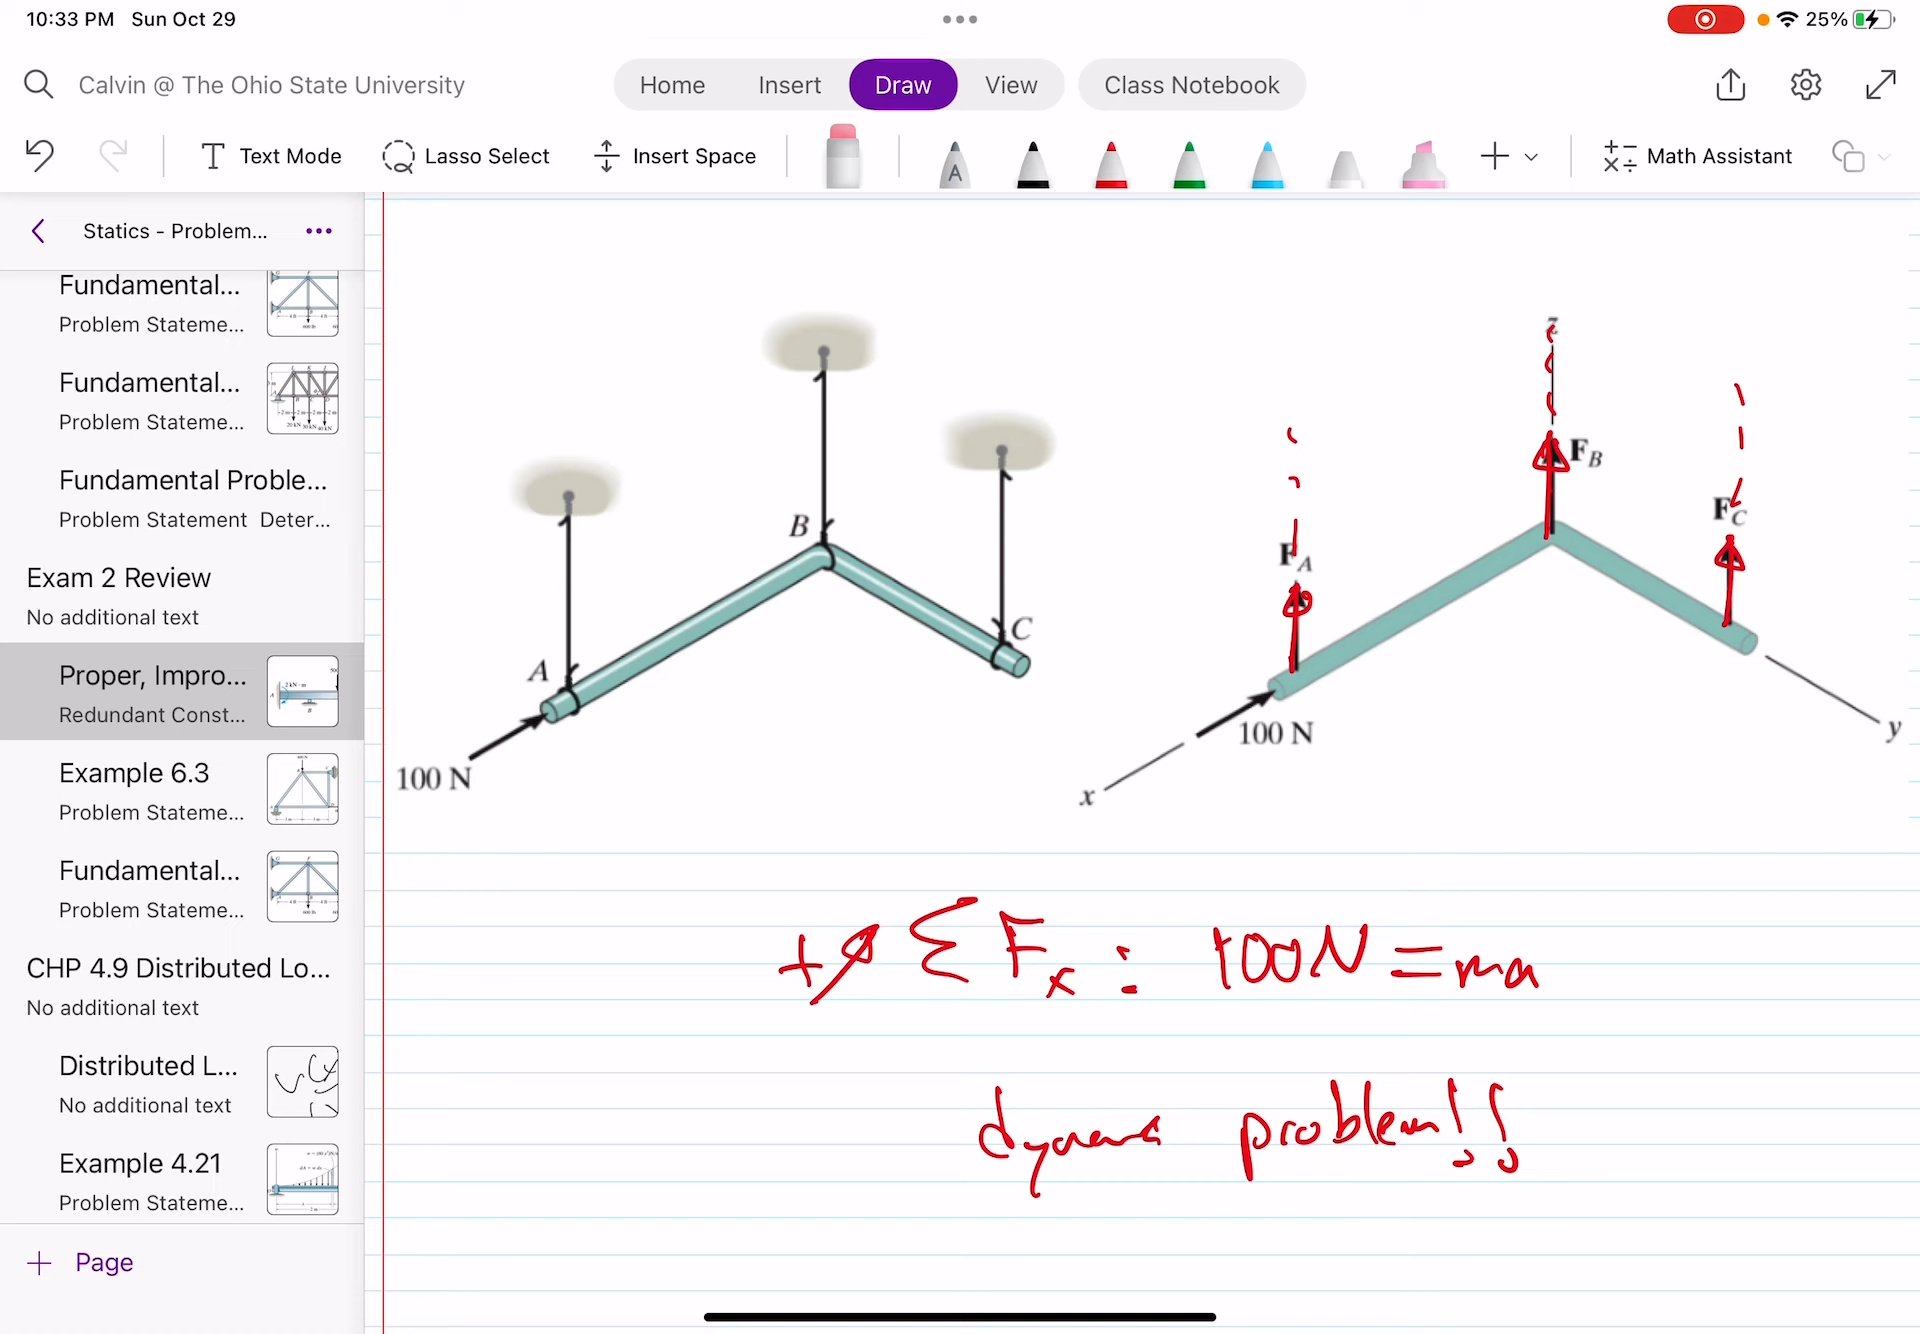 10:33 PM Sun Oct 29
25%
Calvin @ The Ohio State University
Home Insert Draw View Class Notebook
Text Mode Lasso Select Insert Space A Math Assistant
Statics - Problem...
Fundamental...
Problem Stateme...
Fundamental...
Problem Stateme...
Fundamental Proble...
Problem Statement Deter...
Exam 2 Review
No additional text
Proper, Impro...
Redundant Const...
Example 6.3
Problem Stateme...
Fundamental...
Problem Stateme...
CHP 4.9 Distributed Lo...
No additional text
Distributed L...
No additional text
Example 4.21
Problem Stateme...
Page
B
C
A
100 N
z
F_B
F_C
F_A
100 N
x
y
+ Σ F_x : 100N = ma
problem!!